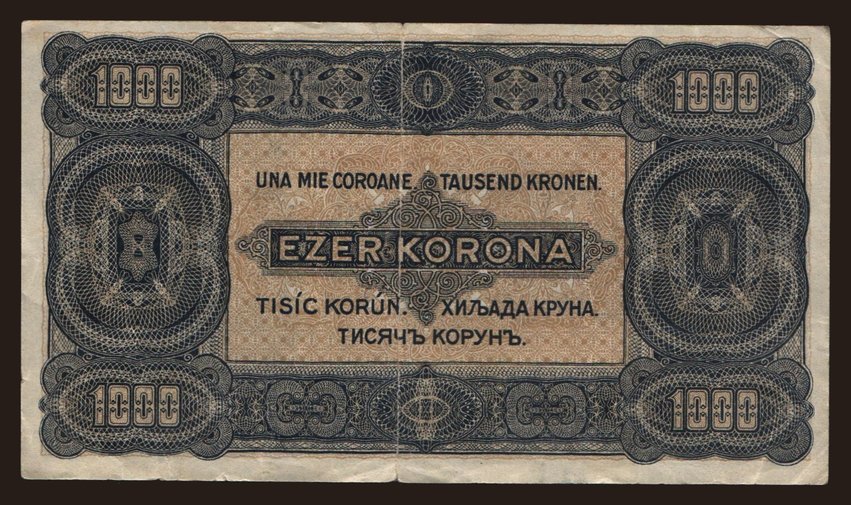 1000 1000
UNA MIE COROANE. TAUSEND KRONEN.
EZER KORONA
TISÍC KORÚN. ХИЉАДА КРУНА.
ТИСЯЧЪ КОРУНЪ.
1000 1000